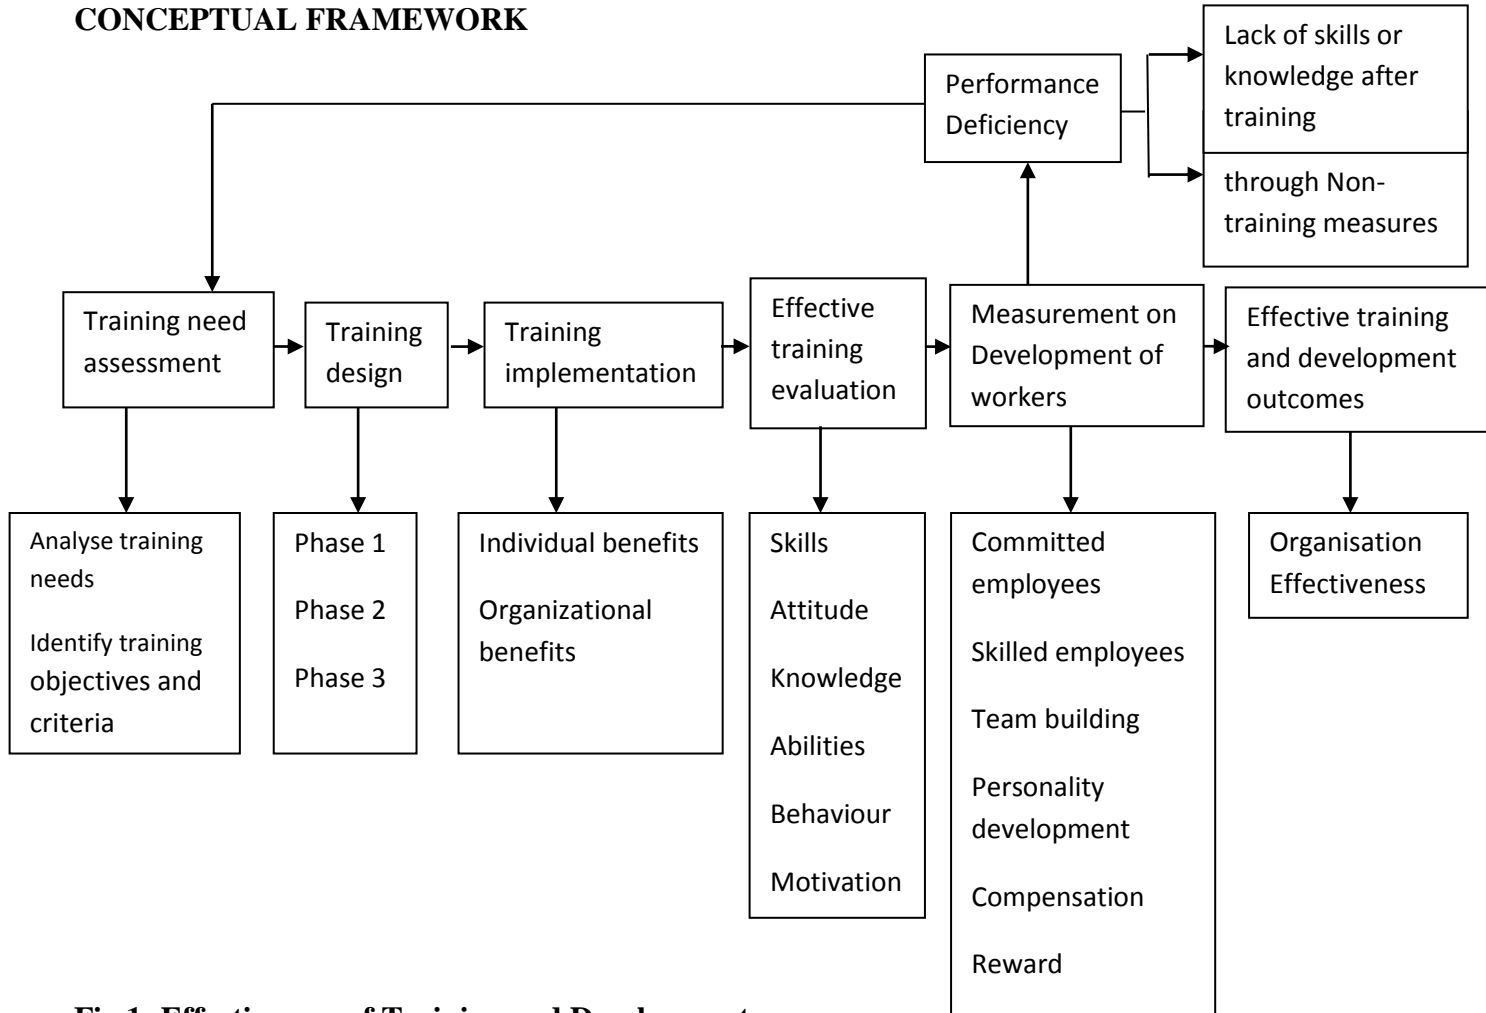 CONCEPTUAL FRAMEWORK
Lack of skills or
knowledge after
training
through Non-
training measures
Performance
Deficiency
Training need
assessment
Training
design
Training
implementation
Effective
training
evaluation
Measurement on
Development of
workers
Effective training
and development
outcomes
Analyse training
needs
Identify training
objectives and
criteria
Phase 1
Phase 2
Phase 3
Individual benefits
Organizational
benefits
Skills
Attitude
Knowledge
Abilities
Behaviour
Motivation
Committed
employees
Skilled employees
Team building
Personality
development
Compensation
Reward
Organisation
Effectiveness